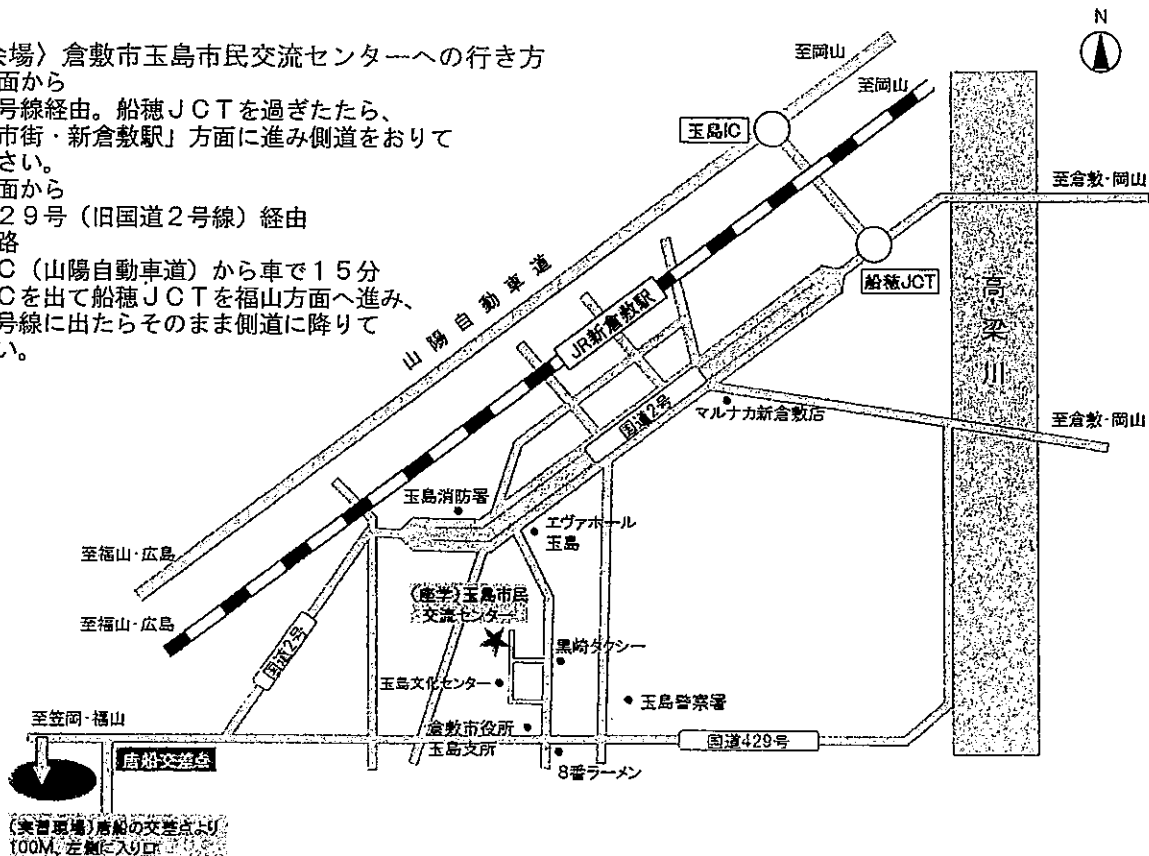 会場〉倉敷市玉島市民交流センターへの行き方
面から
号線経由。船穂ＪＣＴを過ぎたたら、
市街・新倉敷駅」方面に進み側道をおりて
さい。
面から
２９号（旧国道２号線）経由
路
Ｃ（山陽自動車道）から車で１５分
Ｃを出て船穂ＪＣＴを福山方面へ進み、
号線に出たらそのまま側道に降りて
い。
N
至岡山
至岡山
玉島IC
至倉敷・岡山
船穂JCT
高梁川
山陽自動車道
JR新倉敷駅
国道2号
マルナカ新倉敷店
至倉敷・岡山
玉島消防署
エヴァホール
玉島
至福山・広島
至福山・広島
(座学)玉島市民
交流センター
国道2号
黒崎タクシー
玉島文化センター
玉島警察署
至笠岡・福山
倉敷市役所
玉島支所
国道429号
唐船交差点
8番ラーメン
(実習現場)唐船の交差点より
100M、左側に入り口